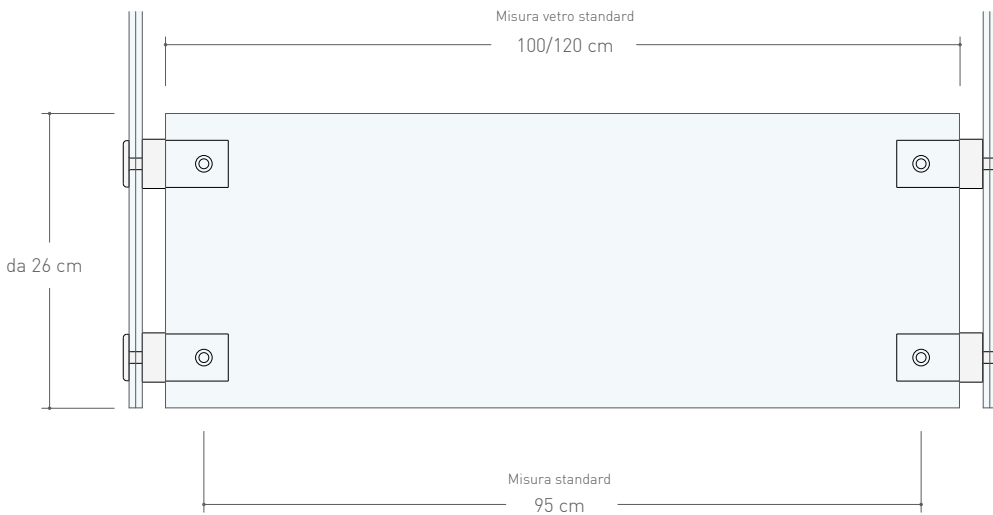 Misura vetro standard
100/120 cm
da 26 cm
Misura standard
95 cm